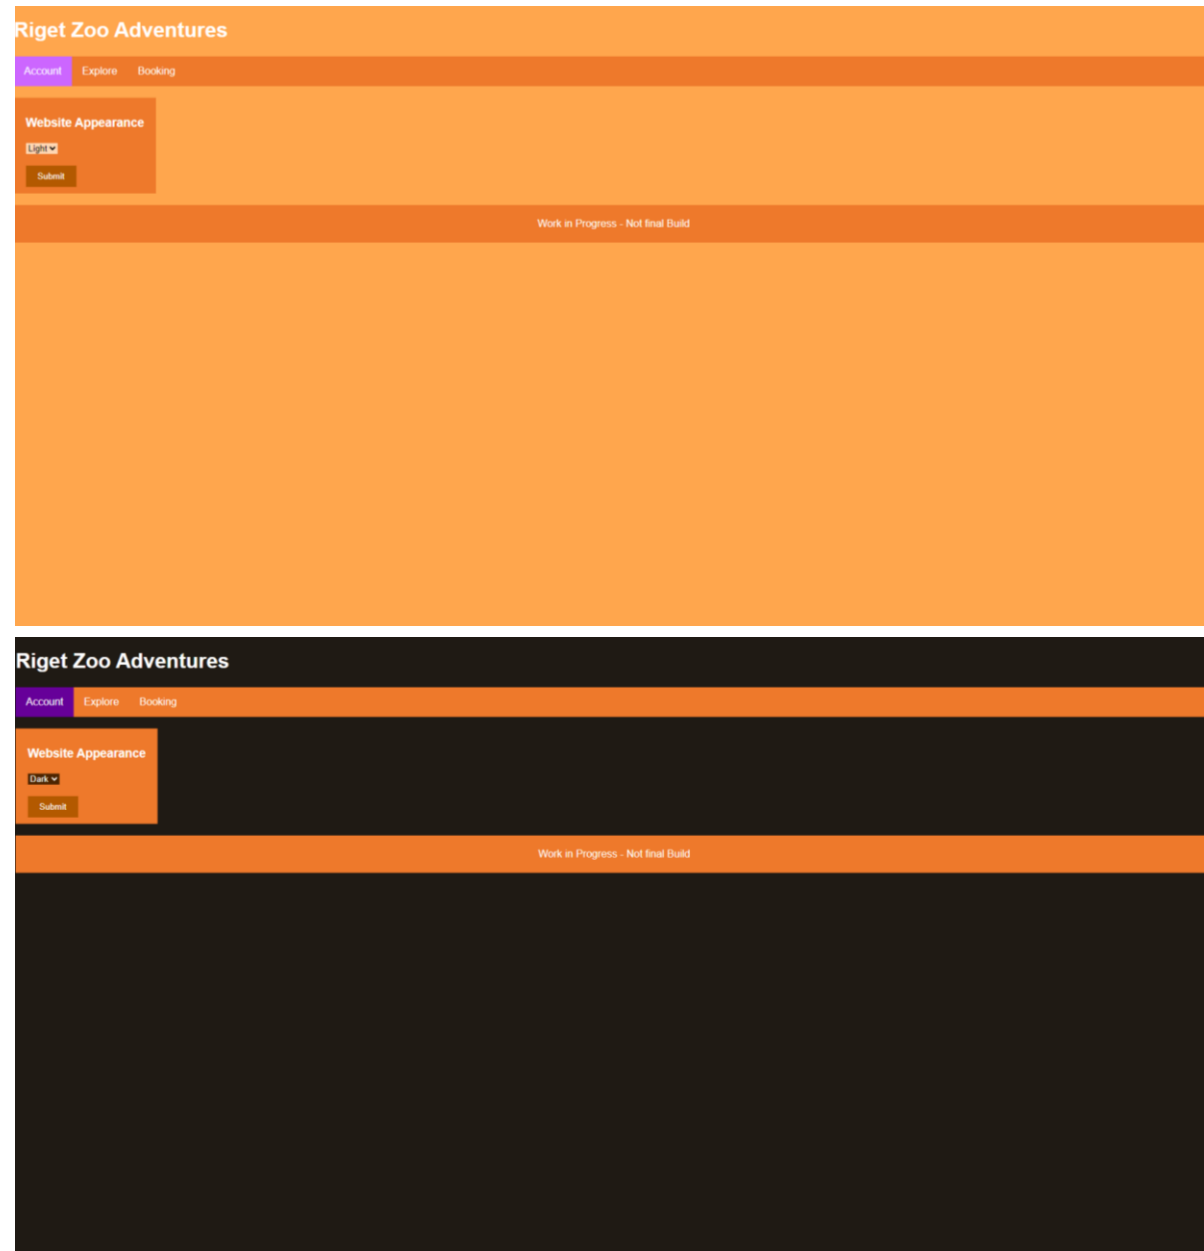 Riget Zoo Adventures
Account Explore Booking
Website Appearance
Light
Submit
Work in Progress - Not final Build
Riget Zoo Adventures
Account Explore Booking
Website Appearance
Dark
Submit
Work in Progress - Not final Build